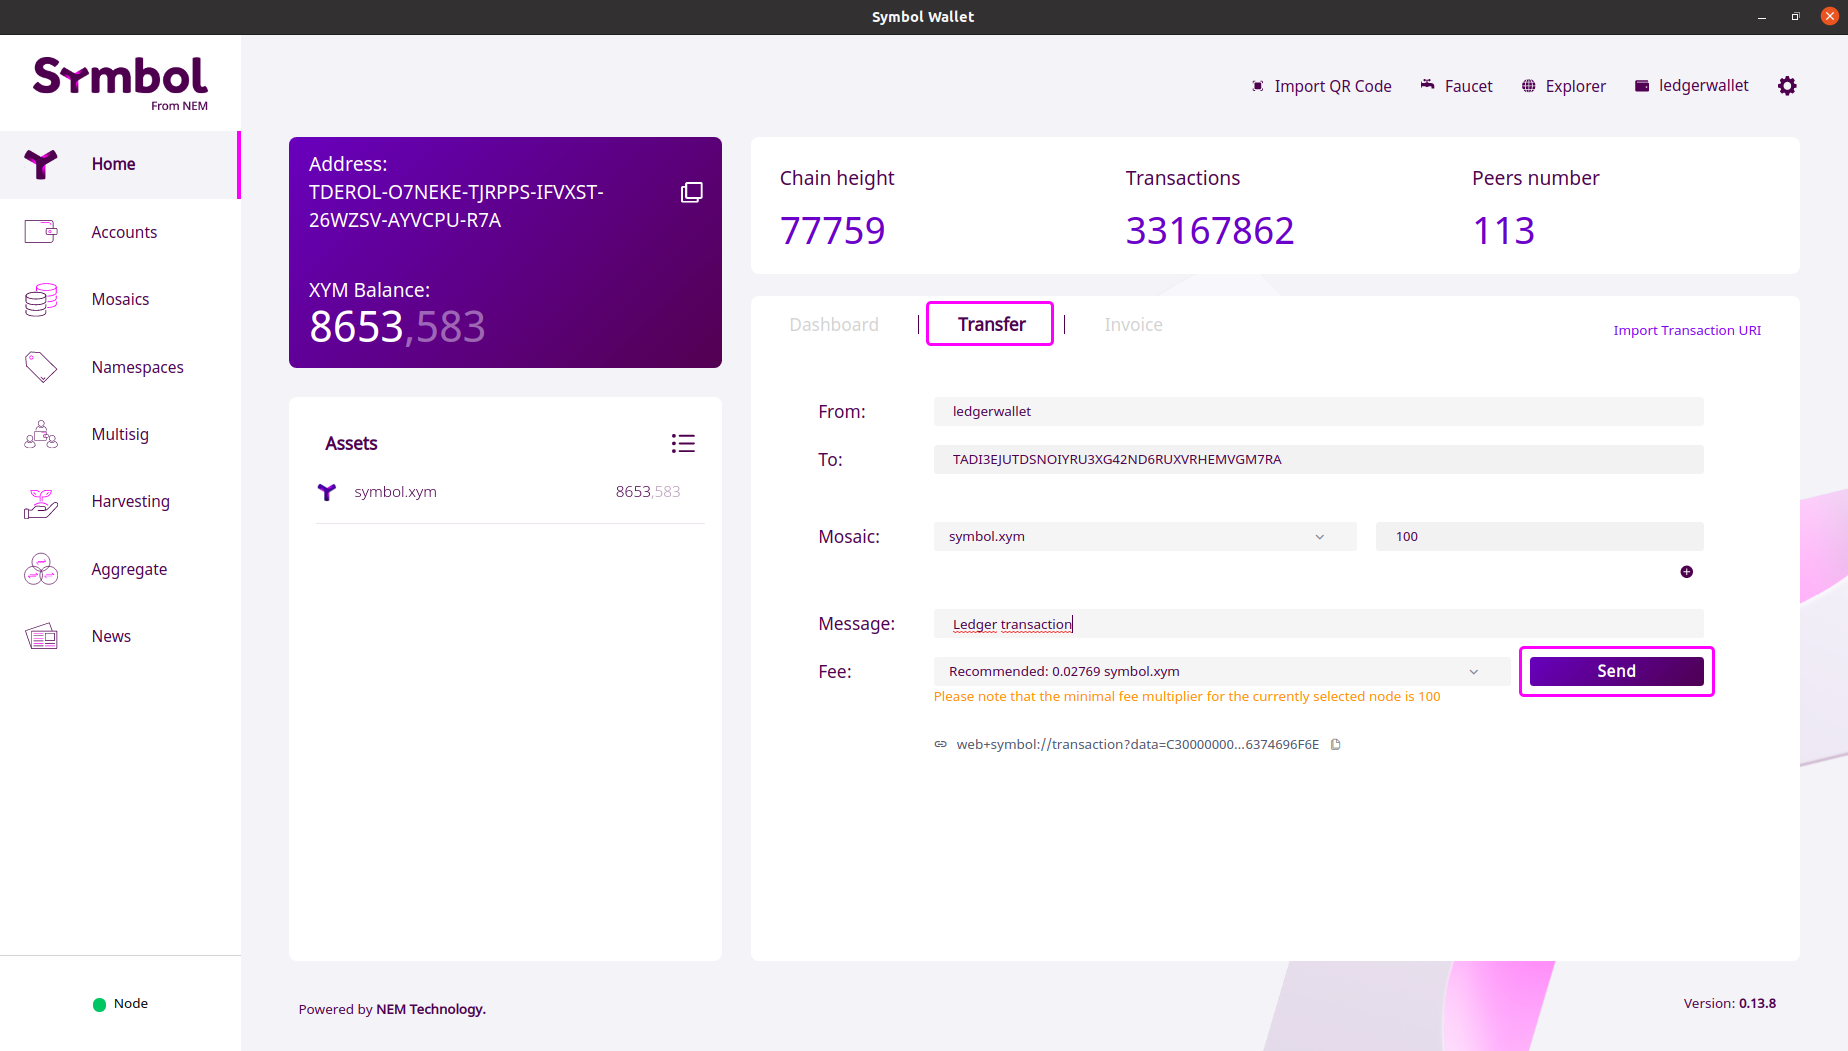 Symbol Wallet
Symbol
From NEM
Import QR Code
Faucet
Explorer
ledgerwallet
Home
Accounts
Mosaics
Namespaces
Multisig
Harvesting
Aggregate
News
Node
Address:
TDEROL-O7NEKE-TJRPPS-IFVXST-
26WZSV-AYVCPU-R7A
XYM Balance:
8653,583
Assets
symbol.xym 8653,583
Chain height Transactions Peers number
77759 33167862 113
Dashboard Transfer Invoice
Import Transaction URI
From: ledgerwallet
To: TADI3EJUTDSNOIYRU3XG42ND6RUXVRHEMVGM7RA
Mosaic: symbol.xym 100
Message: Ledger transaction
Fee: Recommended: 0.02769 symbol.xym Send
Please note that the minimal fee multiplier for the currently selected node is 100
web+symbol://transaction?data=C30000000...6374696F6E
Powered by NEM Technology.
Version: 0.13.8